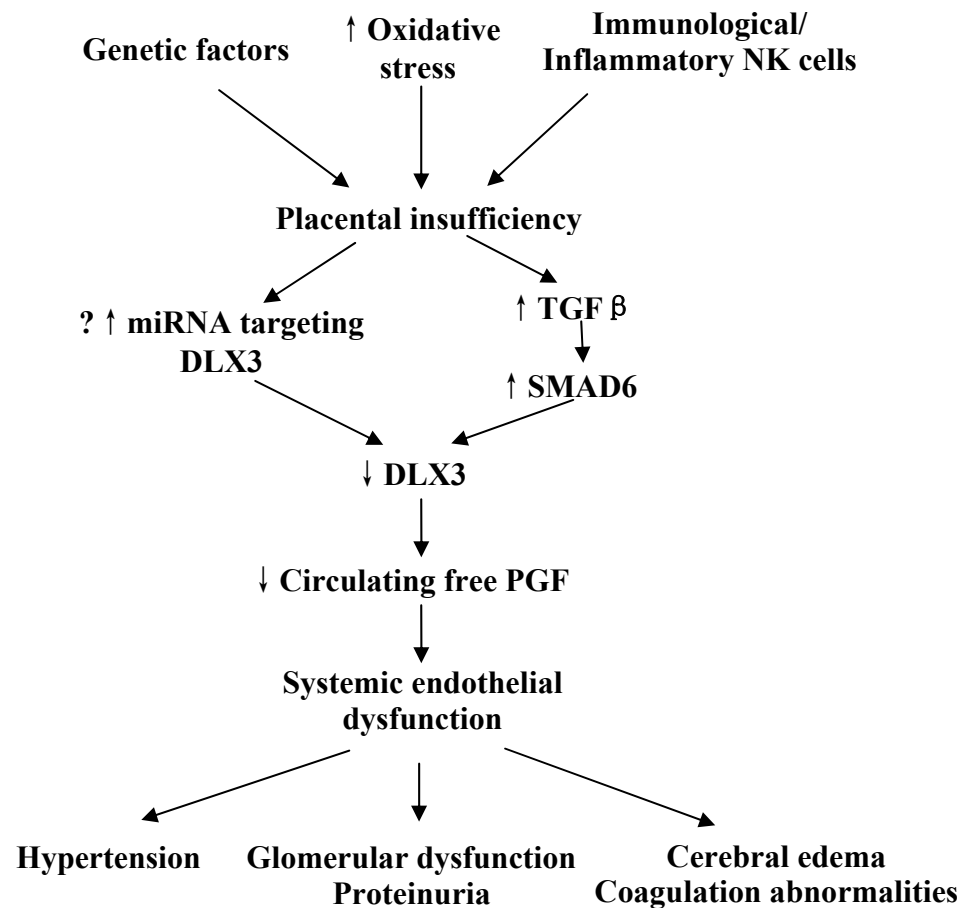 Genetic factors
↑ Oxidative
stress
Immunological/
Inflammatory NK cells
Placental insufficiency
? ↑ miRNA targeting
DLX3
↑ TGF β
↑ SMAD6
↓ DLX3
↓ Circulating free PGF
Systemic endothelial
dysfunction
Hypertension
Glomerular dysfunction
Proteinuria
Cerebral edema
Coagulation abnormalities